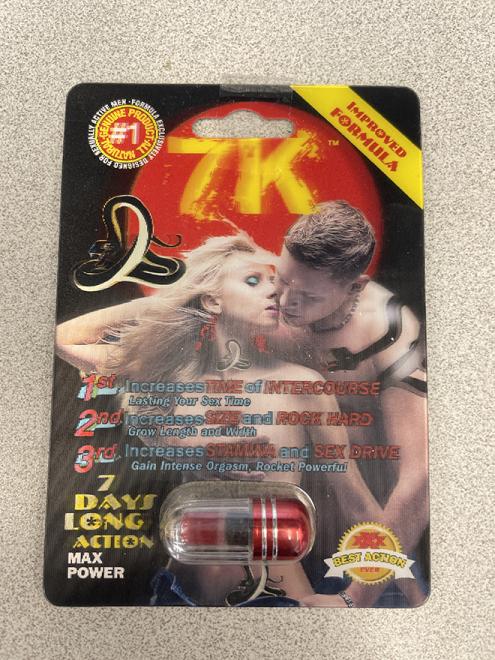 FORMULA EXCLUSIVELY DESIGNED FOR SEXUALLY ACTIVE MEN
GENUINE PRODUCT • ALL NATURAL
#1
IMPROVED
FORMULA
7K™
1st Increases TIME of INTERCOURSE
Lasting Your Sex Time
2nd Increases SIZE and ROCK HARD
Grow Length and Width
3rd Increases STAMINA and SEX DRIVE
Gain Intense Orgasm, Rocket Powerful
7
DAYS
LONG
ACTION
MAX
POWER
XXX
BEST ACTION
EVER